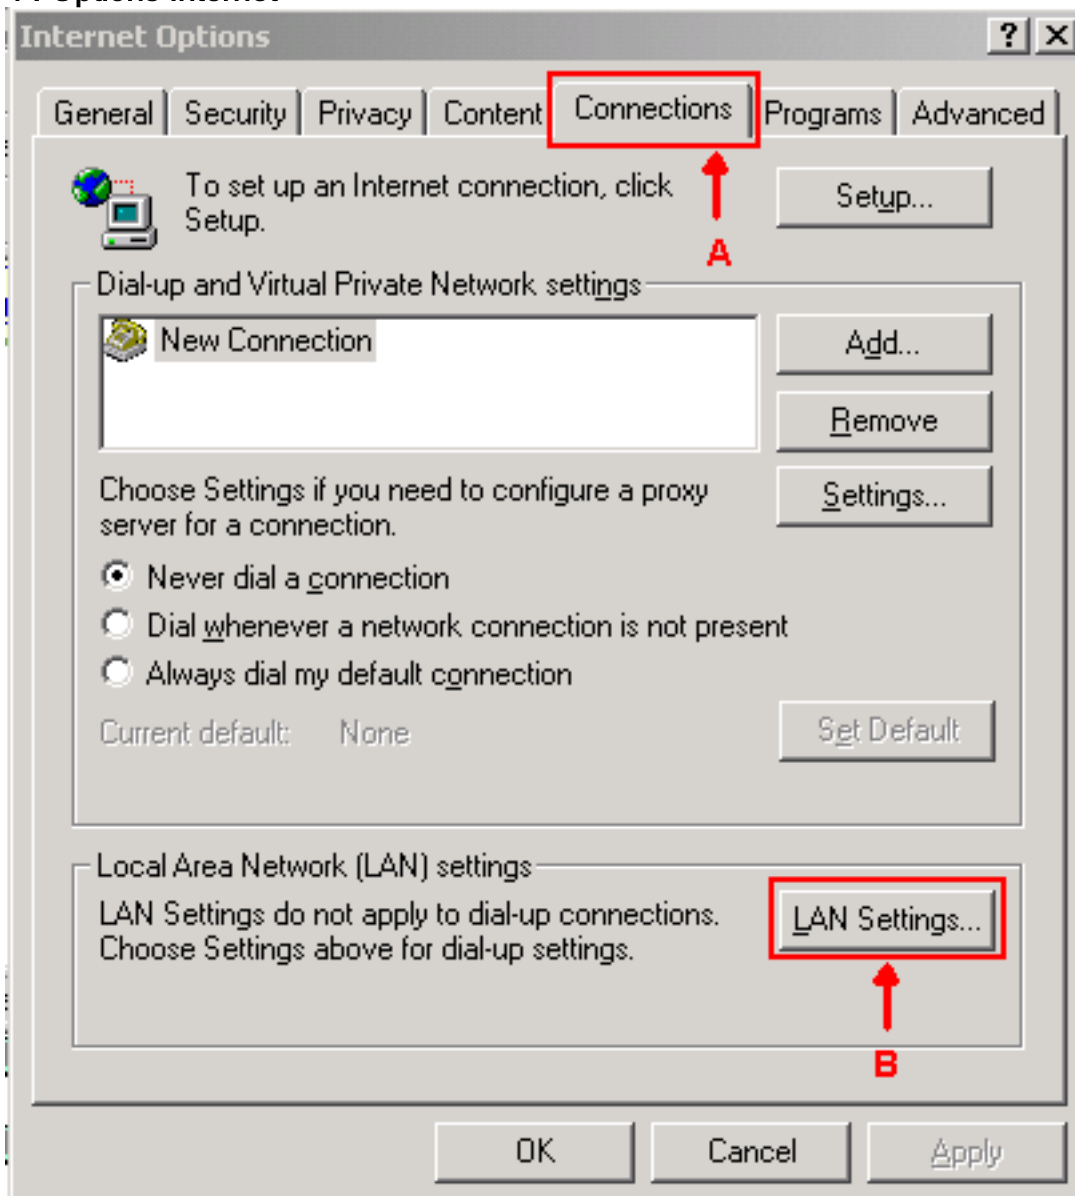 Internet Options
General Security Privacy Content Connections Programs Advanced
To set up an Internet connection, click
Setup.
Setup...
A
Dial-up and Virtual Private Network settings
New Connection
Add...
Remove
Choose Settings if you need to configure a proxy
server for a connection.
Settings...
Never dial a connection
Dial whenever a network connection is not present
Always dial my default connection
Current default: None
Set Default
Local Area Network (LAN) settings
LAN Settings do not apply to dial-up connections.
Choose Settings above for dial-up settings.
LAN Settings...
B
OK Cancel Apply